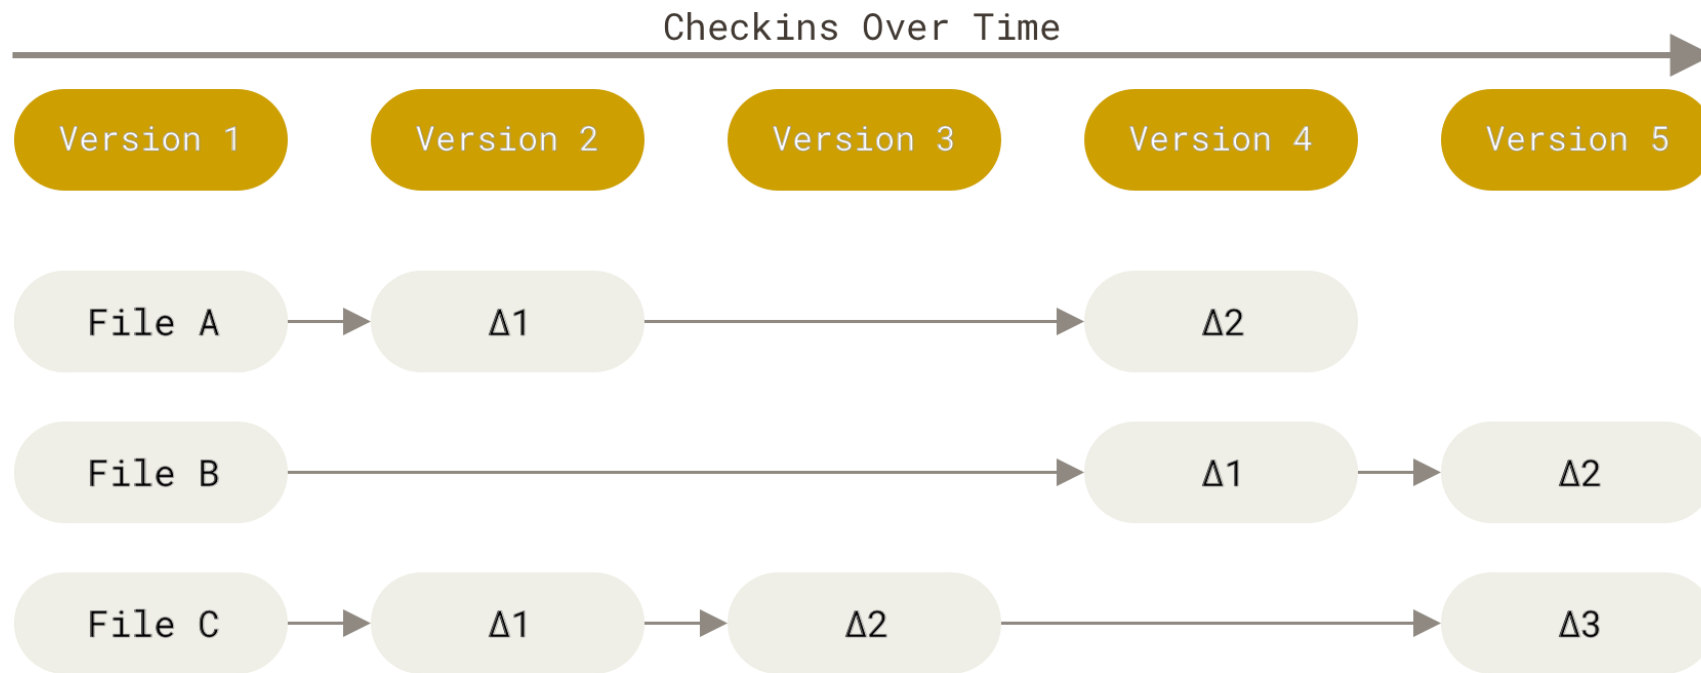 Checkins Over Time
Version 1 Version 2 Version 3 Version 4 Version 5
File A Δ1 Δ2
File B Δ1 Δ2
File C Δ1 Δ2 Δ3